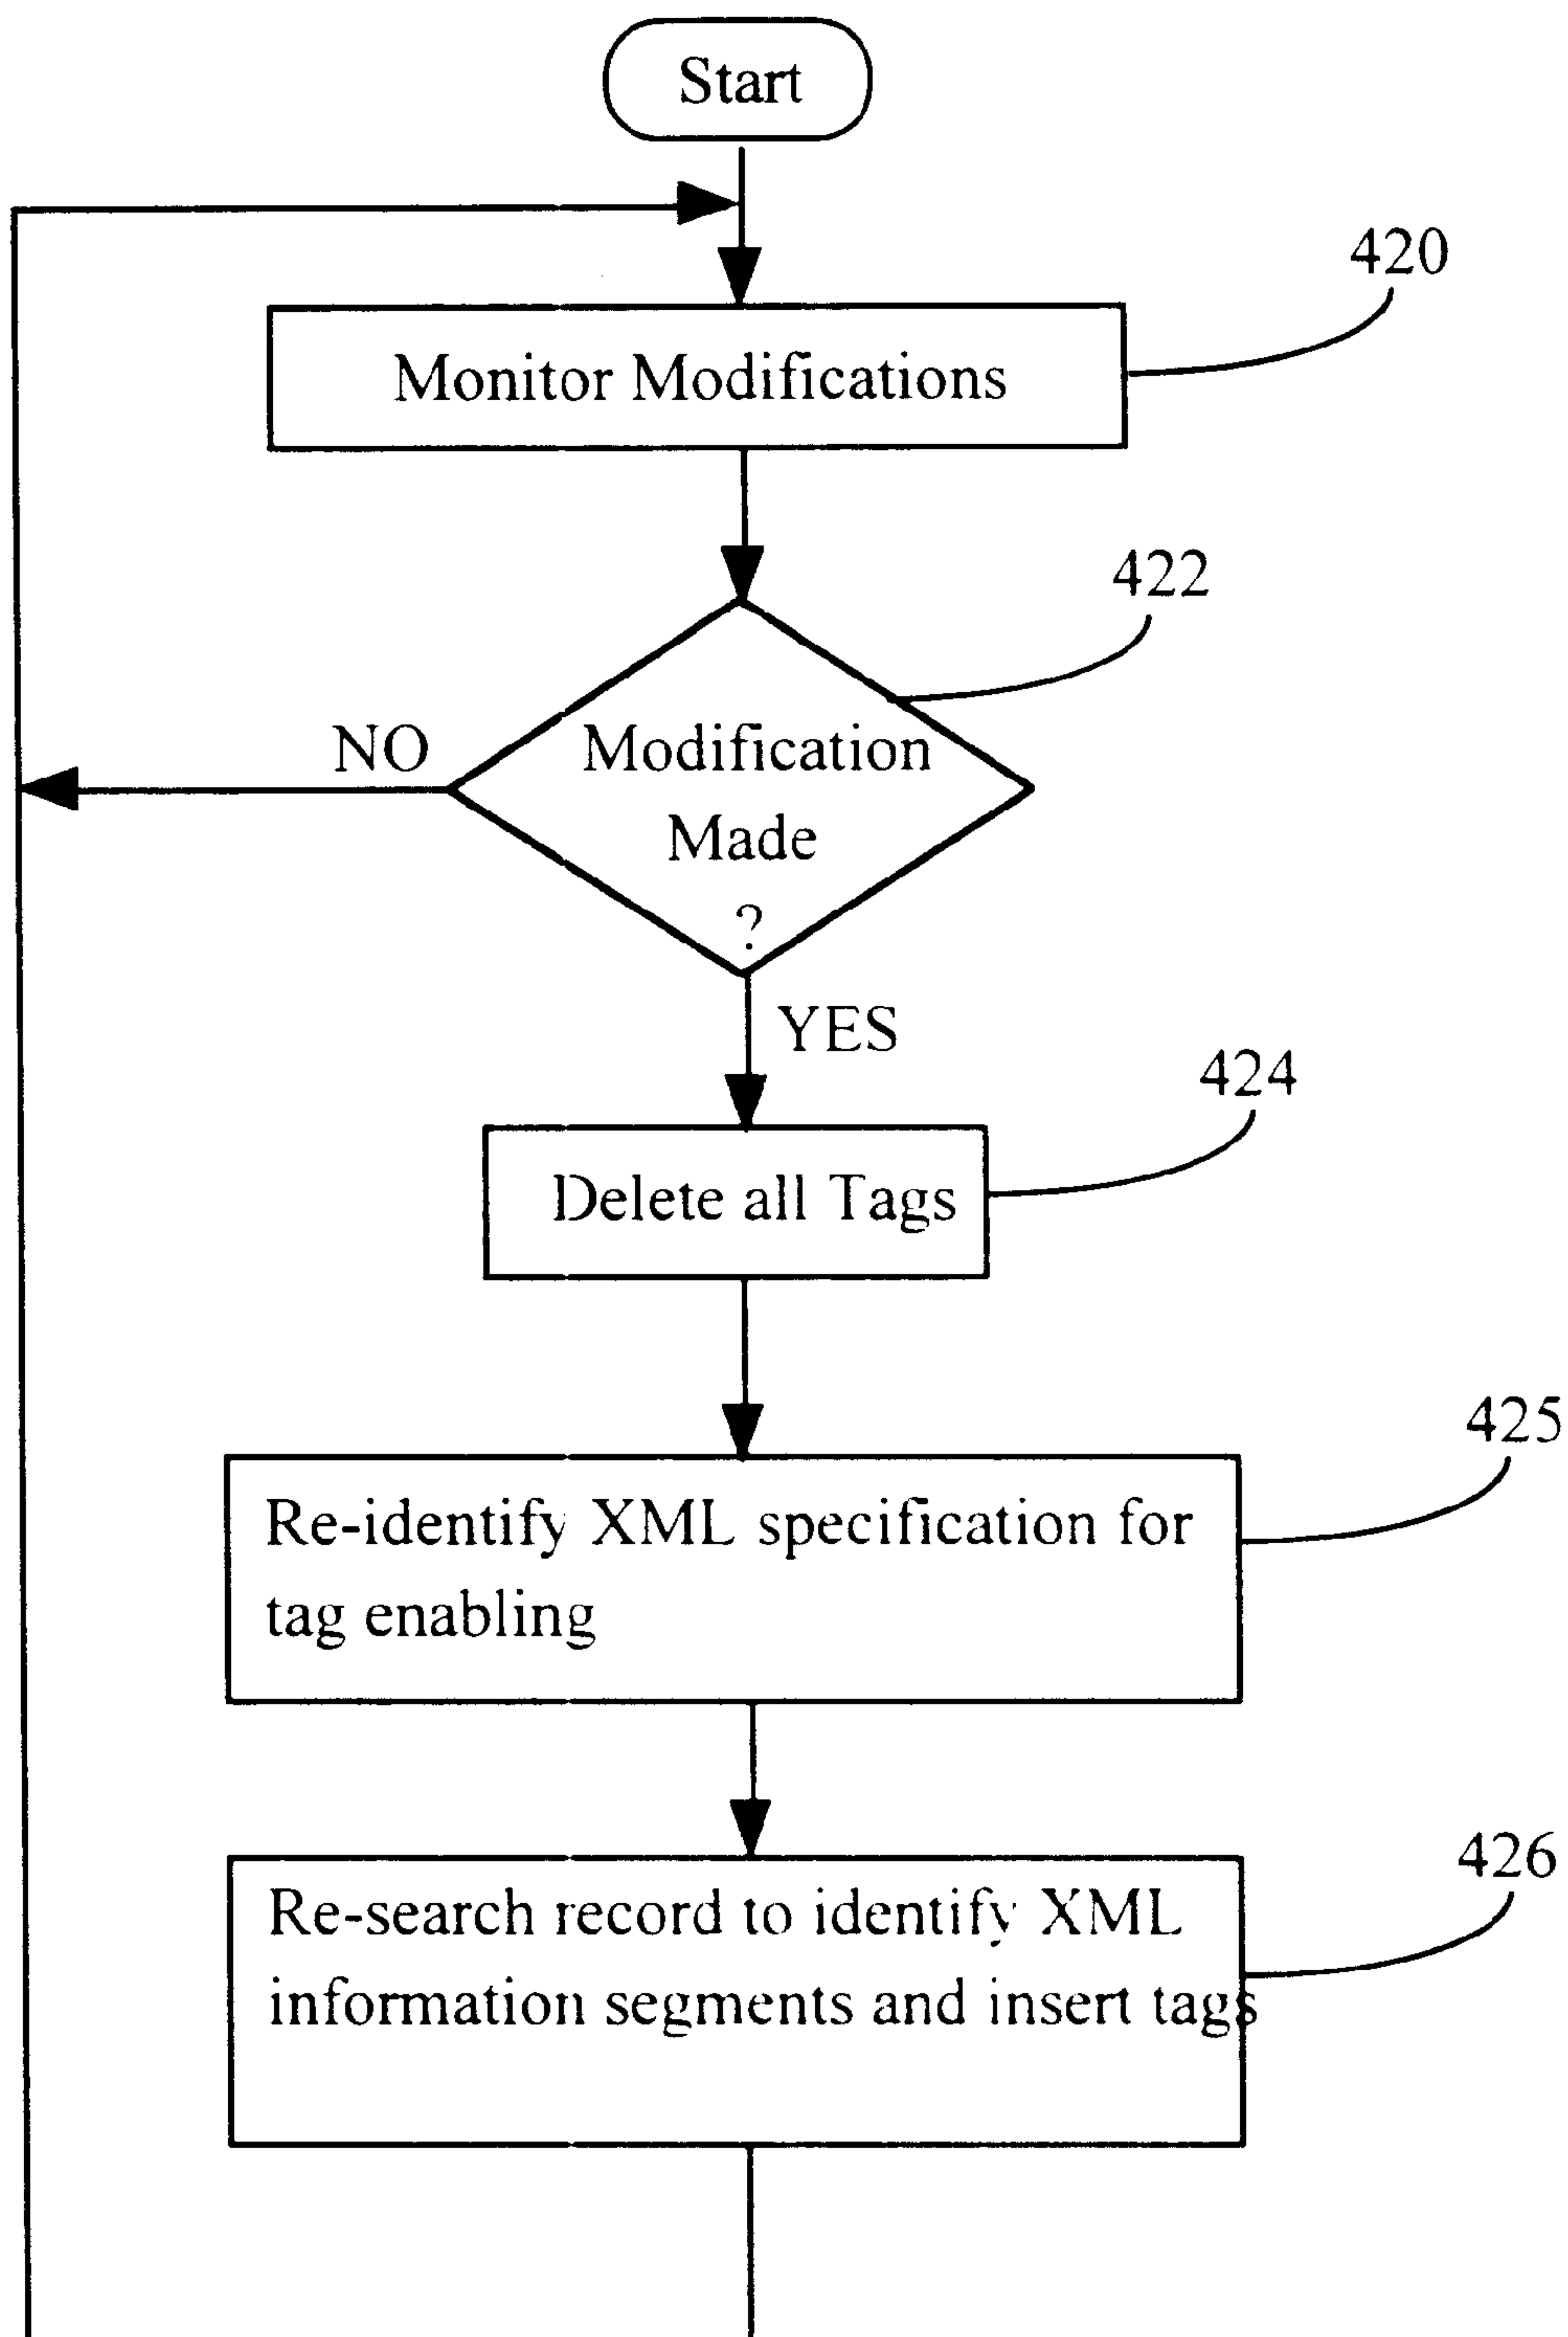 Start
420
Monitor Modifications
422
NO
Modification
Made
?
YES
424
Delete all Tags
425
Re-identify XML specification for
tag enabling
426
Re-search record to identify XML
information segments and insert tags